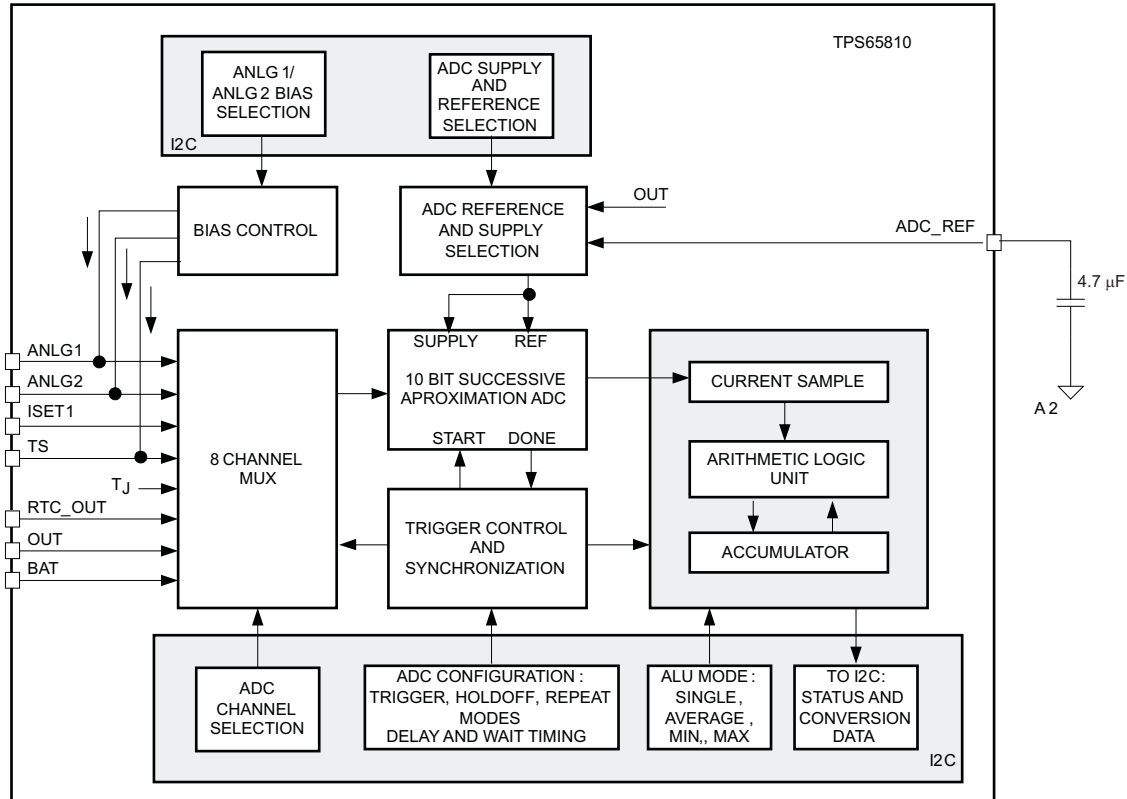 TPS65810
ANLG 1/
ANLG 2 BIAS
SELECTION
ADC SUPPLY
AND
REFERENCE
SELECTION
I2C
BIAS CONTROL
ADC REFERENCE
AND SUPPLY
SELECTION
OUT
ADC_REF
4.7 µF
A 2
ANLG1
ANLG2
ISET1
TS
TJ
RTC_OUT
OUT
BAT
8 CHANNEL
MUX
SUPPLY REF
10 BIT SUCCESSIVE
APROXIMATION ADC
START DONE
TRIGGER CONTROL
AND
SYNCHRONIZATION
CURRENT SAMPLE
ARITHMETIC LOGIC
UNIT
ACCUMULATOR
ADC
CHANNEL
SELECTION
ADC CONFIGURATION :
TRIGGER, HOLDOFF, REPEAT
MODES
DELAY AND WAIT TIMING
ALU MODE :
SINGLE ,
AVERAGE ,
MIN,, MAX
TO I2C:
STATUS AND
CONVERSION
DATA
I2C